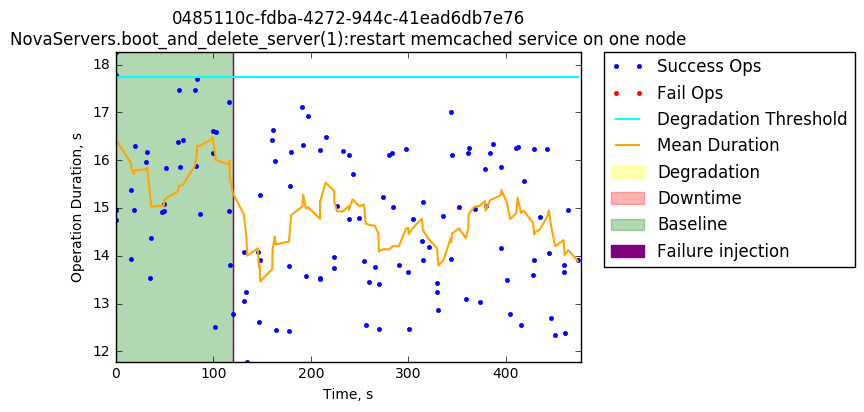 0485110c-fdba-4272-944c-41ead6db7e76
NovaServers.boot_and_delete_server(1):restart memcached service on one node
18
17
16
15
14
13
12
Operation Duration, s
0 100 200 300 400
Time, s
Success Ops
Fail Ops
Degradation Threshold
Mean Duration
Degradation
Downtime
Baseline
Failure injection